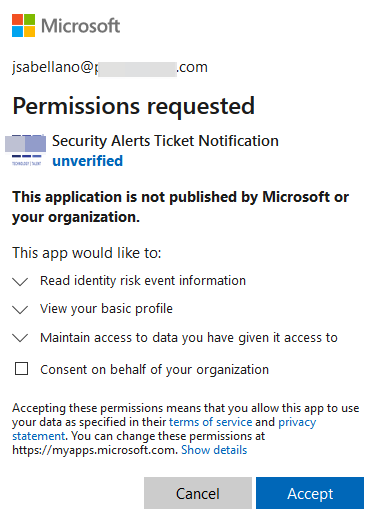 Microsoft
jsabellano@p .com
Permissions requested
Security Alerts Ticket Notification
unverified
TECHNOLOGY | TALENT
This application is not published by Microsoft or
your organization.
This app would like to:
Read identity risk event information
View your basic profile
Maintain access to data you have given it access to
Consent on behalf of your organization
Accepting these permissions means that you allow this app to use
your data as specified in their terms of service and privacy
statement. You can change these permissions at
https://myapps.microsoft.com. Show details
Cancel
Accept